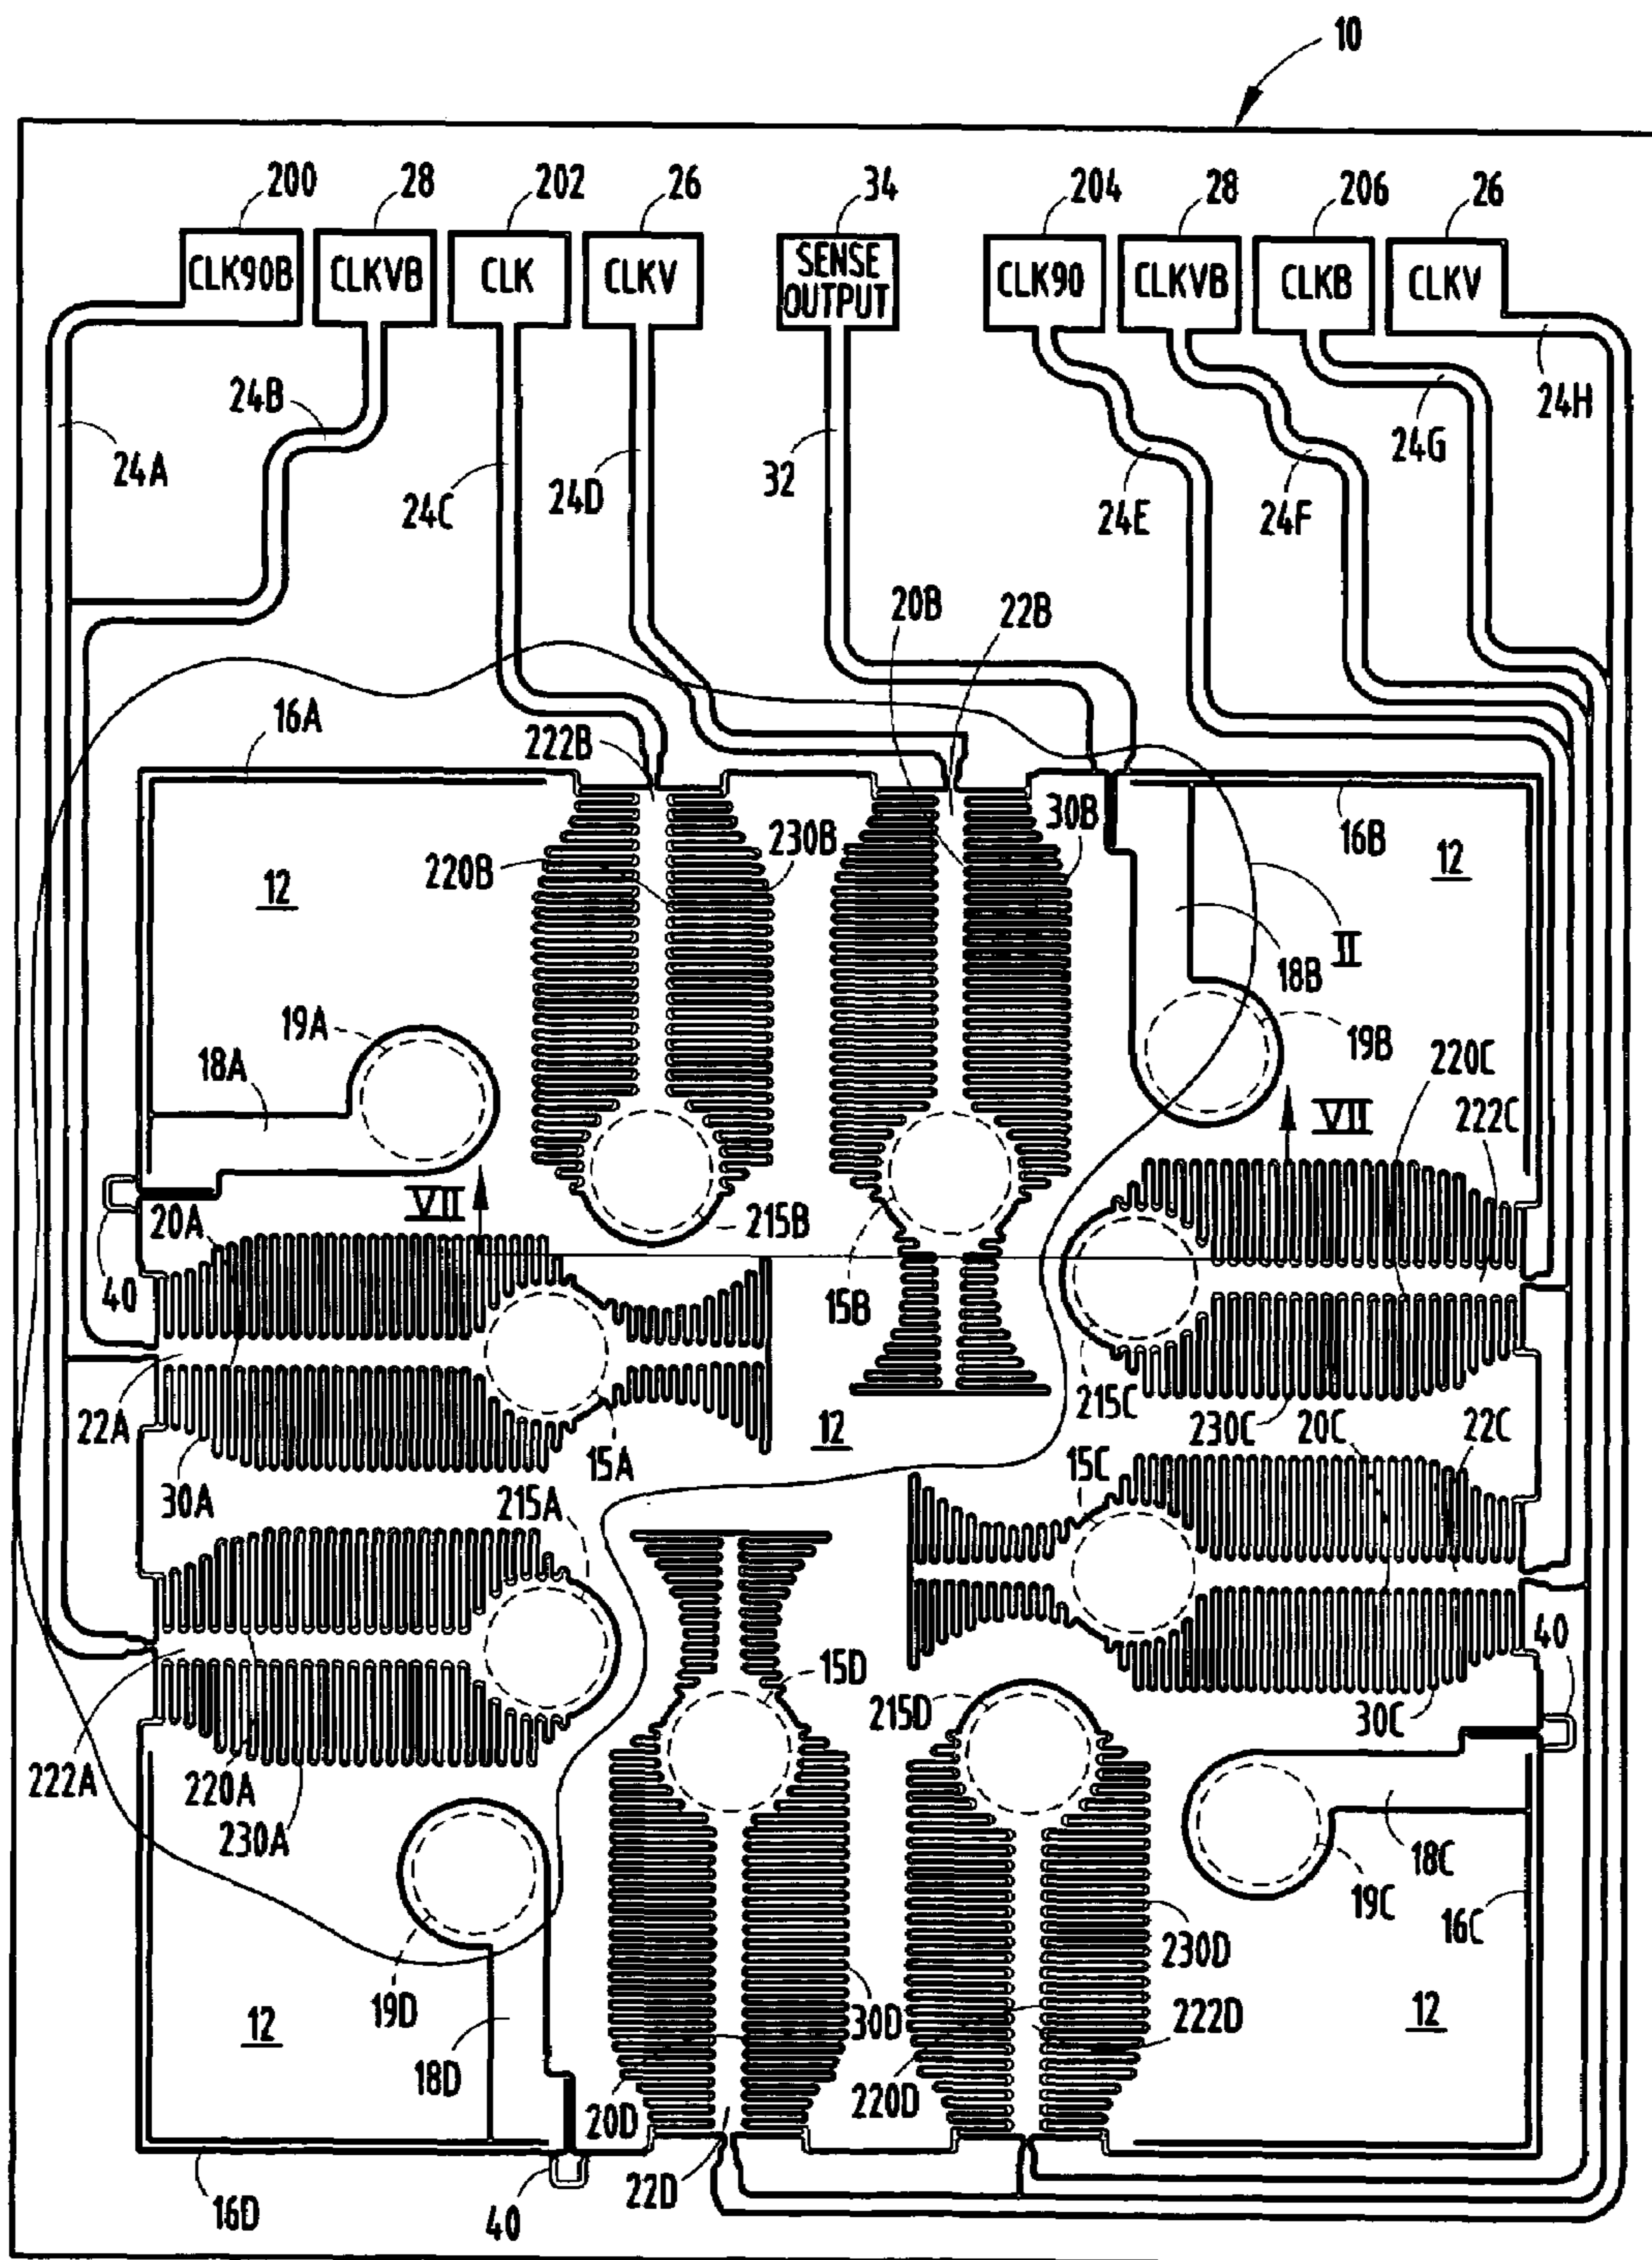 10
200 28 202 26 34 204 28 206 26
CLK90B CLKVB CLK CLKV SENSE OUTPUT CLK90 CLKVB CLKB CLKV
24B 24H
24A 24C 24D 32 24E 24F 24G
20B 22B
16A 222B
30B 16B
12 220B 230B 12
II
18B
19A 19B
18A 220C
VII 222C
20A VII 215B
40 15B
22A 12 215C 230C 20C 22C
30A 15A 15C
215A
15D 215D 40
222A 220A 30C
230A 18C
19C
16C
230D
19D 30D 222D
12 18D 12
20D 220D
22D
16D 40